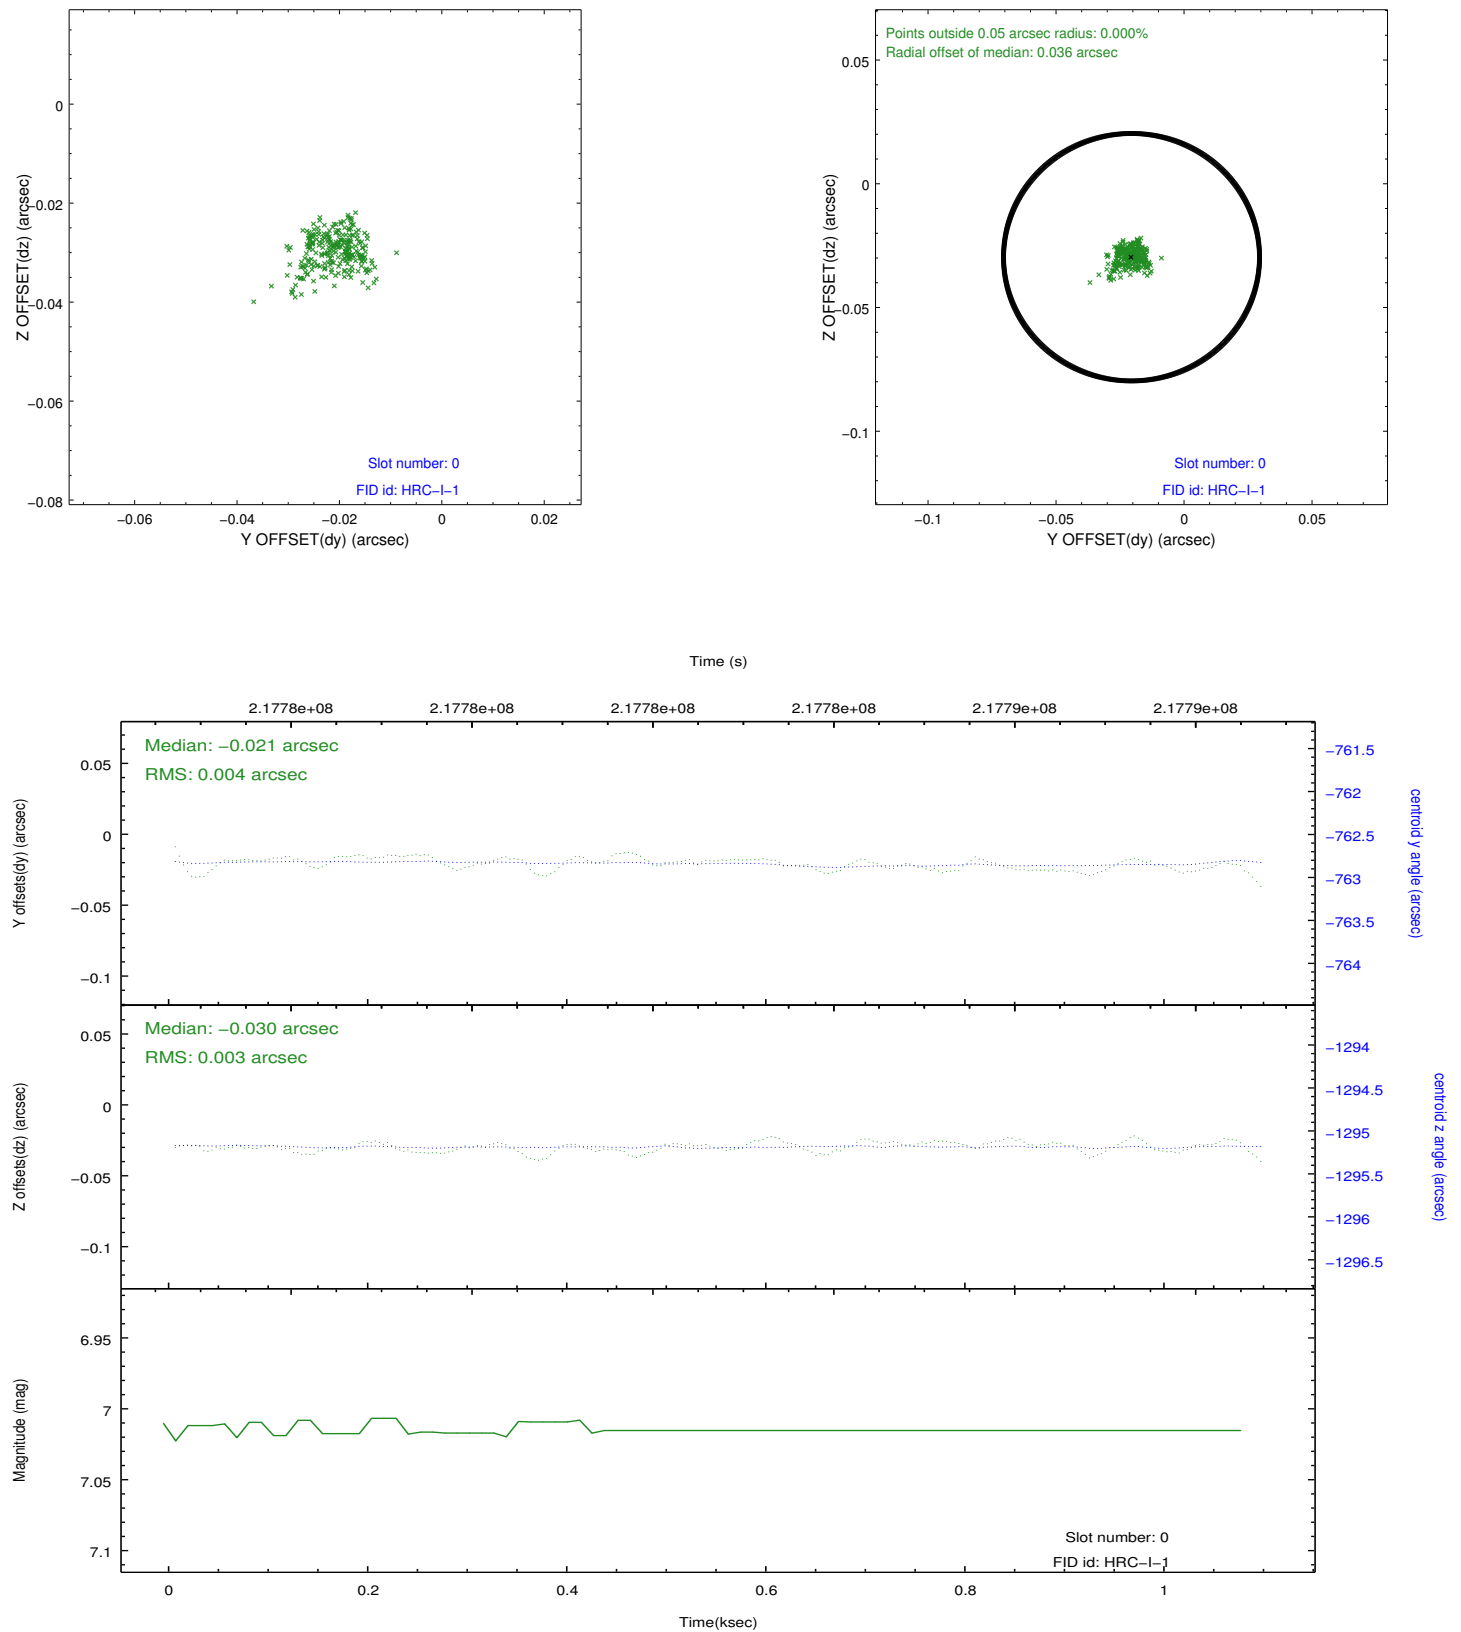 0
−0.02
−0.04
−0.06
−0.08
Z OFFSET(dz) (arcsec)
Slot number: 0
FID id: HRC−I−1
−0.06
−0.04
−0.02
0
0.02
Y OFFSET(dy) (arcsec)
Points outside 0.05 arcsec radius: 0.000%
Radial offset of median: 0.036 arcsec
0.05
0
−0.05
−0.1
Z OFFSET(dz) (arcsec)
Slot number: 0
FID id: HRC−I−1
−0.1
−0.05
0
0.05
Y OFFSET(dy) (arcsec)
Time (s)
2.1778e+08
2.1778e+08
2.1778e+08
2.1778e+08
2.1779e+08
2.1779e+08
Median: −0.021 arcsec
RMS: 0.004 arcsec
0.05
0
−0.05
−0.1
Y offsets(dy) (arcsec)
−761.5
−762
−762.5
−763
−763.5
−764
centroid y angle (arcsec)
Median: −0.030 arcsec
RMS: 0.003 arcsec
0.05
0
−0.05
−0.1
Z offsets(dz) (arcsec)
−1294
−1294.5
−1295
−1295.5
−1296
−1296.5
centroid z angle (arcsec)
6.95
7
7.05
7.1
Magnitude (mag)
Slot number: 0
FID id: HRC−I−1
0
0.2
0.4
0.6
0.8
1
Time(ksec)